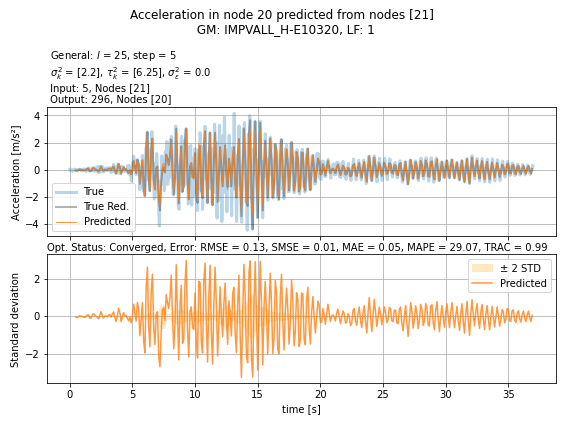 Acceleration in node 20 predicted from nodes [21]
GM: IMPVALL_H-E10320, LF: 1
General: l = 25, step = 5
σ²ₖ = [2.2], τ²ₖ = [6.25], σ²ₑ = 0.0
Input: 5, Nodes [21]
Output: 296, Nodes [20]
Acceleration [m/s²]
4
2
0
−2
−4
True
True Red.
Predicted
Opt. Status: Converged, Error: RMSE = 0.13, SMSE = 0.01, MAE = 0.05, MAPE = 29.07, TRAC = 0.99
Standard deviation
2
0
−2
± 2 STD
Predicted
0 5 10 15 20 25 30 35
time [s]